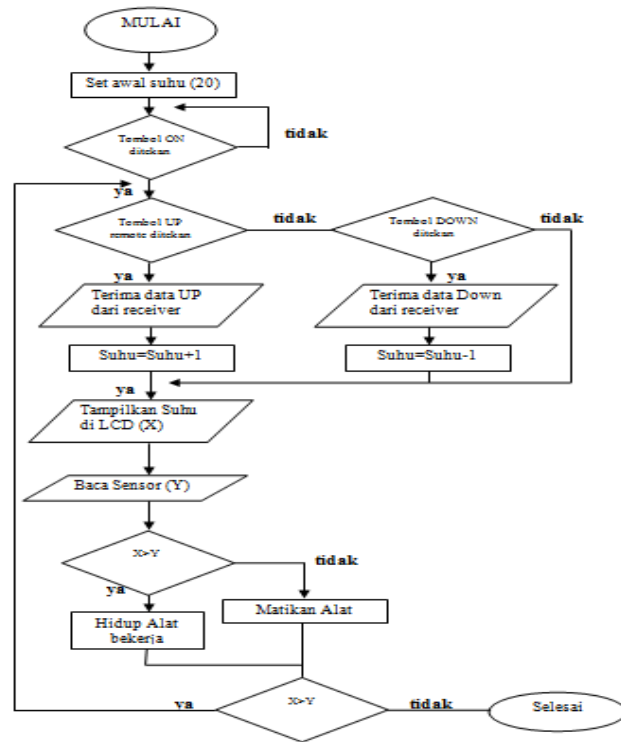 MULAI
Set awal suhu (20)
Tombol ON
ditekan
tidak
ya
Tombol UP
remote ditekan
tidak
Tombol DOWN
ditekan
tidak
ya
Terima data UP
dari receiver
ya
Terima data Down
dari receiver
Suhu=Suhu+1
Suhu=Suhu-1
ya
Tampilkan Suhu
di LCD (X)
Baca Sensor (Y)
X>Y
tidak
ya
Hidup Alat
bekerja
Matikan Alat
X>Y
ya
tidak
Selesai